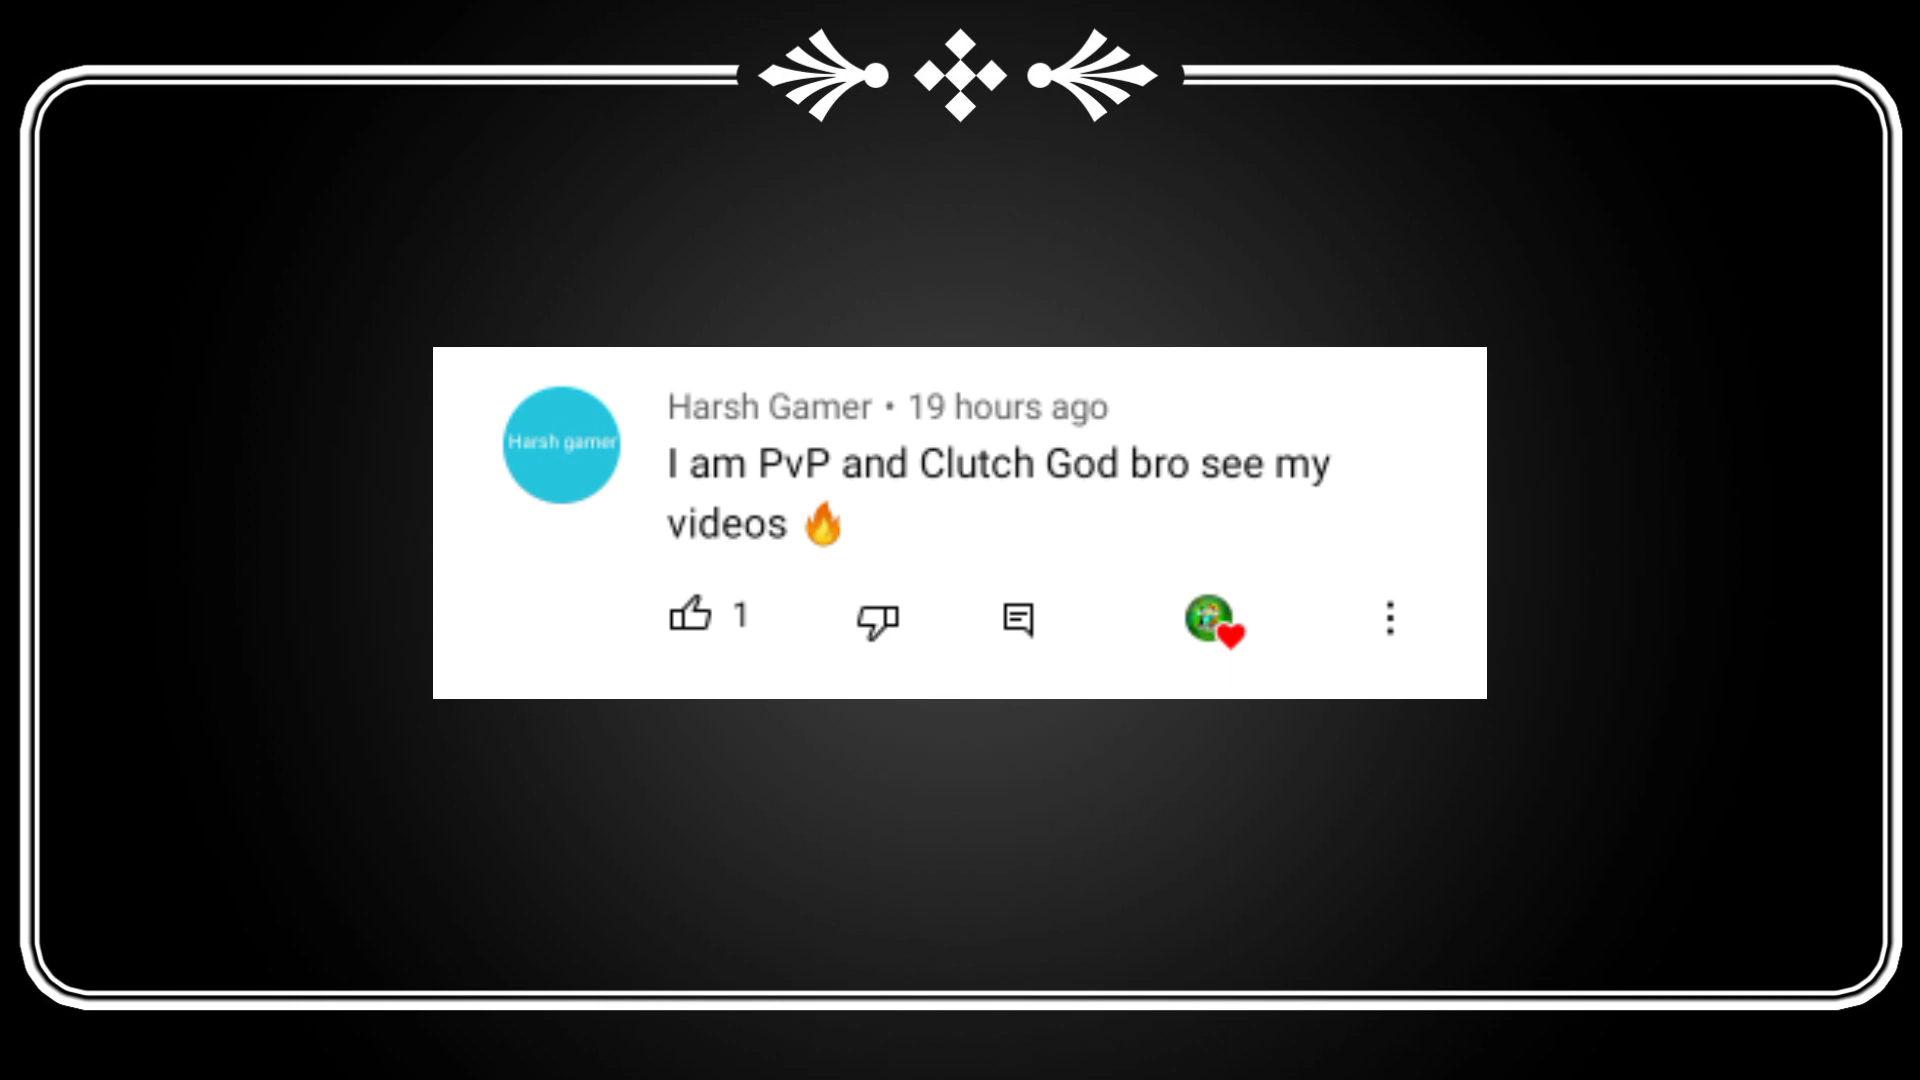 Harsh gamer
Harsh Gamer • 19 hours ago
I am PvP and Clutch God bro see my
videos 🔥
1